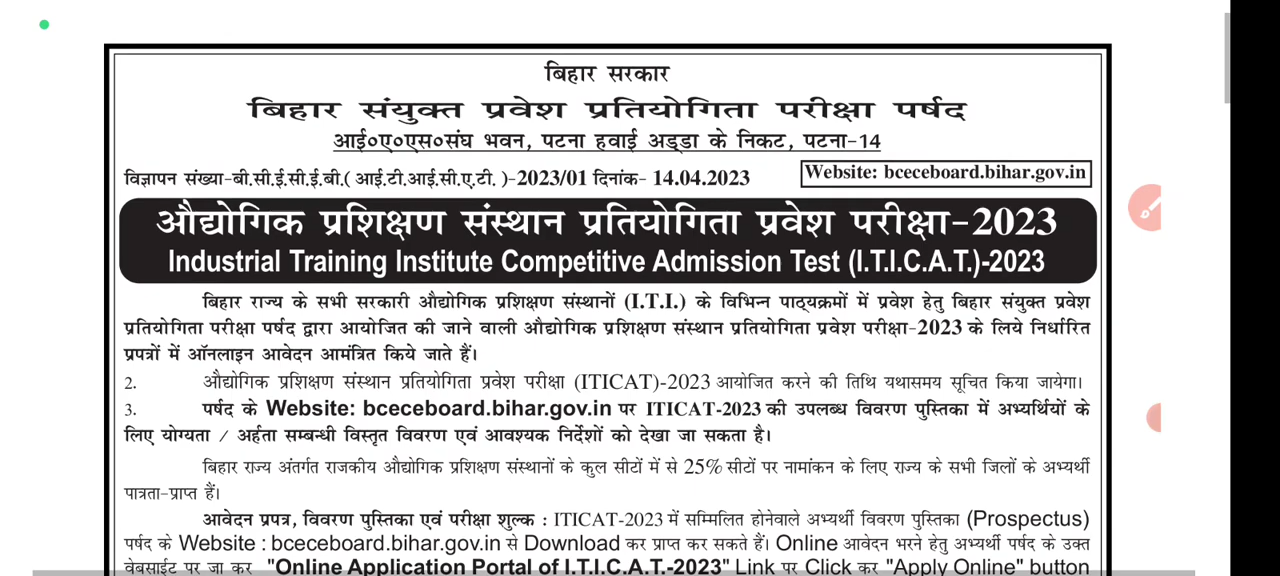 बिहार सरकार
बिहार संयुक्त प्रवेश प्रतियोगिता परीक्षा पर्षद
आई०ए०एस०संघ भवन, पटना हवाई अड्डा के निकट, पटना-14
विज्ञापन संख्या-बी.सी.ई.सी.ई.बी.( आई.टी.आई.सी.ए.टी. )-2023/01 दिनांक- 14.04.2023 Website: bceceboard.bihar.gov.in
औद्योगिक प्रशिक्षण संस्थान प्रतियोगिता प्रवेश परीक्षा-2023
Industrial Training Institute Competitive Admission Test (I.T.I.C.A.T.)-2023
बिहार राज्य के सभी सरकारी औद्योगिक प्रशिक्षण संस्थानों (I.T.I.) के विभिन्न पाठ्यक्रमों में प्रवेश हेतु बिहार संयुक्त प्रवेश
प्रतियोगिता परीक्षा पर्षद द्वारा आयोजित की जाने वाली औद्योगिक प्रशिक्षण संस्थान प्रतियोगिता प्रवेश परीक्षा-2023 के लिये निर्धारित
प्रपत्रों में ऑनलाइन आवेदन आमंत्रित किये जाते हैं।
2. औद्योगिक प्रशिक्षण संस्थान प्रतियोगिता प्रवेश परीक्षा (ITICAT)-2023 आयोजित करने की तिथि यथासमय सूचित किया जायेगा।
3. पर्षद के Website: bceceboard.bihar.gov.in पर ITICAT-2023 की उपलब्ध विवरण पुस्तिका में अभ्यर्थियों के
लिए योग्यता / अर्हता सम्बन्धी विस्तृत विवरण एवं आवश्यक निर्देशों को देखा जा सकता है।
बिहार राज्य अंतर्गत राजकीय औद्योगिक प्रशिक्षण संस्थानों के कुल सीटों में से 25% सीटों पर नामांकन के लिए राज्य के सभी जिलों के अभ्यर्थी
पात्रता-प्राप्त हैं।
आवेदन प्रपत्र, विवरण पुस्तिका एवं परीक्षा शुल्क : ITICAT-2023 में सम्मिलित होनेवाले अभ्यर्थी विवरण पुस्तिका (Prospectus)
पर्षद के Website : bceceboard.bihar.gov.in से Download कर प्राप्त कर सकते हैं। Online आवेदन भरने हेतु अभ्यर्थी पर्षद के उक्त
वेबसाईट पर जा कर "Online Application Portal of I.T.I.C.A.T.-2023" Link पर Click कर "Apply Online" button